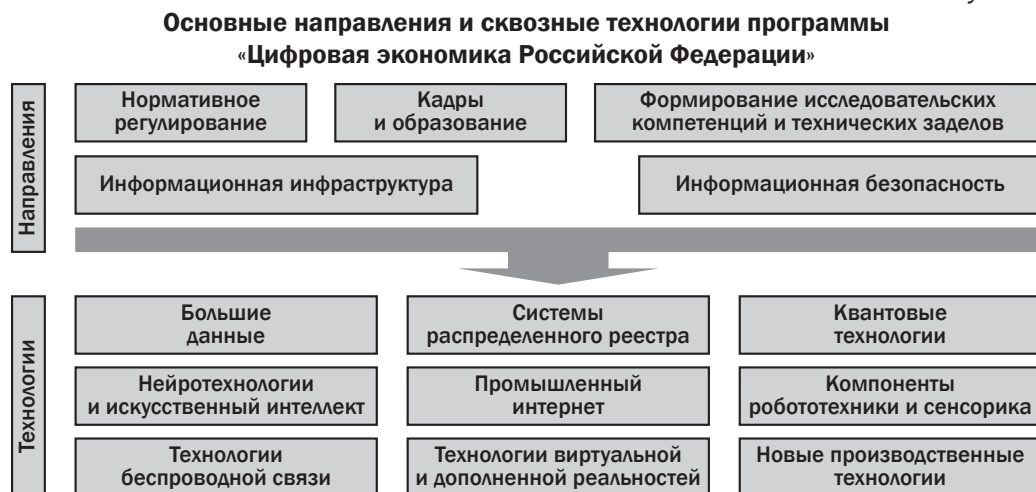 Основные направления и сквозные технологии программы
«Цифровая экономика Российской Федерации»
Направления
Нормативное
регулирование
Кадры
и образование
Формирование исследовательских
компетенций и технических заделов
Информационная инфраструктура
Информационная безопасность
Технологии
Большие
данные
Системы
распределенного реестра
Квантовые
технологии
Нейротехнологии
и искусственный интеллект
Промышленный
интернет
Компоненты
робототехники и сенсорика
Технологии
беспроводной связи
Технологии виртуальной
и дополненной реальностей
Новые производственные
технологии